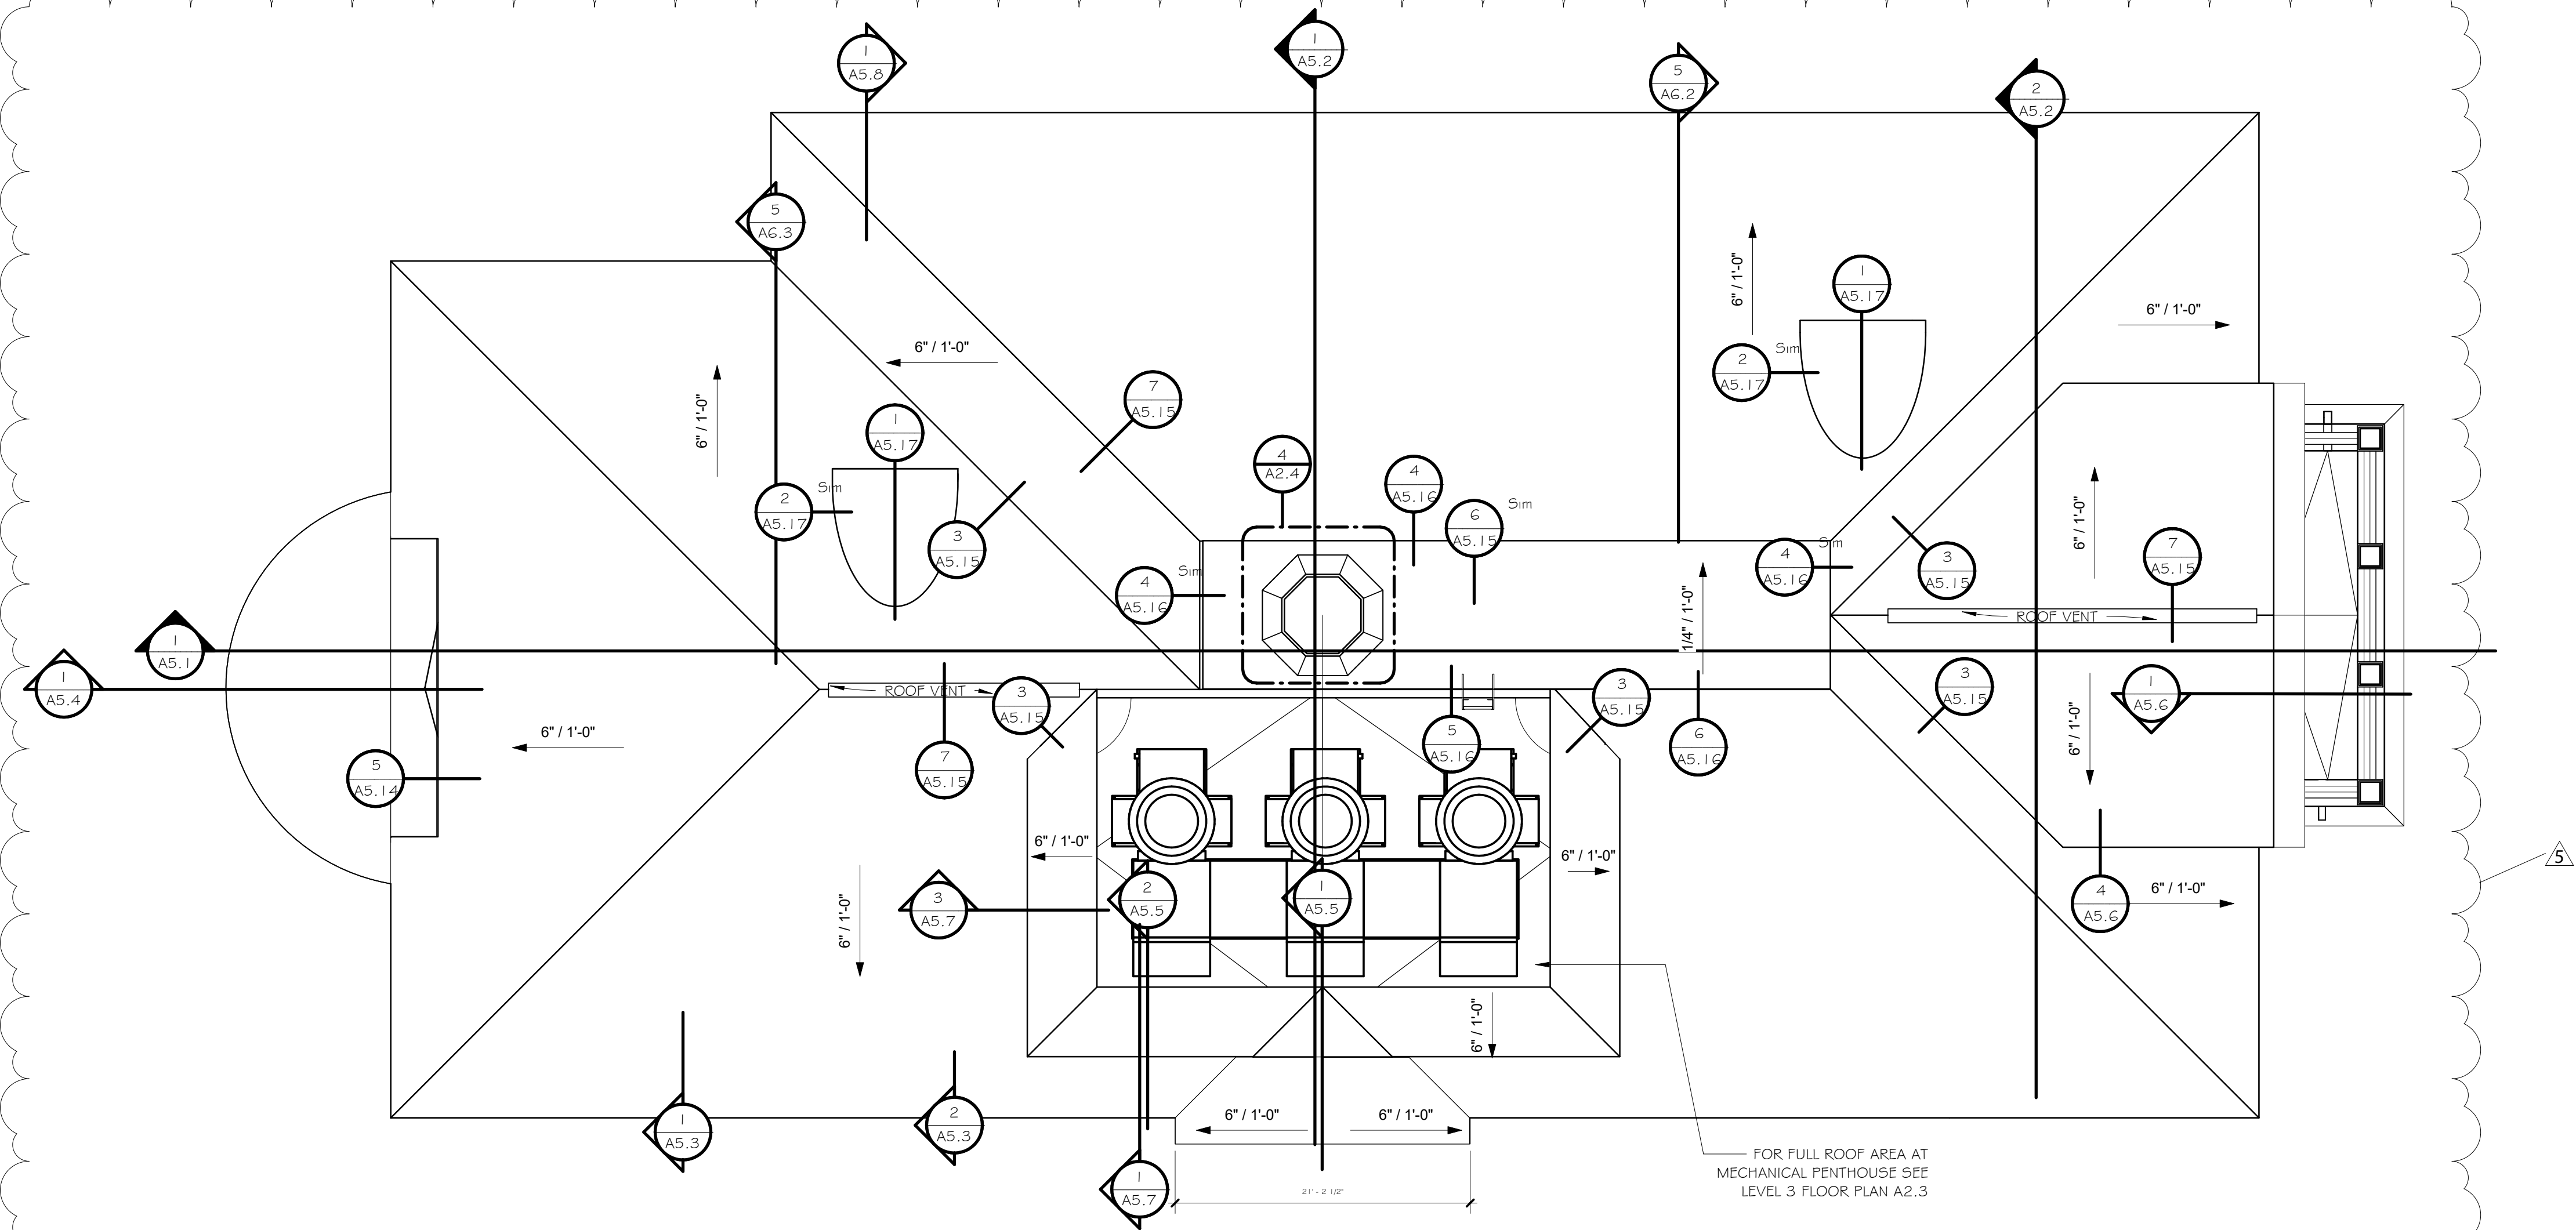 1
A5.8
1
A5.2
5
A6.2
2
A5.2
5
A6.3
6" / 1'-0"
6" / 1'-0"
1
A5.17
6" / 1'-0"
2
A5.17
Sim
6" / 1'-0"
7
A5.15
1
A5.17
2
A5.17
Sim
3
A5.15
4
A2.4
4
A5.16
6
A5.15
Sim
4
A5.16
Sim
4
A5.16
Sim
3
A5.15
6" / 1'-0"
7
A5.15
1/4" / 1'-0"
ROOF VENT
1
A5.1
1
A5.4
ROOF VENT
3
A5.15
3
A5.15
3
A5.15
1
A5.6
6" / 1'-0"
5
A5.14
7
A5.15
5
A5.16
6
A5.16
6" / 1'-0"
6" / 1'-0"
6" / 1'-0"
5
6" / 1'-0"
3
A5.7
2
A5.5
1
A5.5
4
A5.6
6" / 1'-0"
6" / 1'-0"
1
A5.3
2
A5.3
6" / 1'-0"
6" / 1'-0"
1
A5.7
21' - 2 1/2"
FOR FULL ROOF AREA AT
MECHANICAL PENTHOUSE SEE
LEVEL 3 FLOOR PLAN A2.3